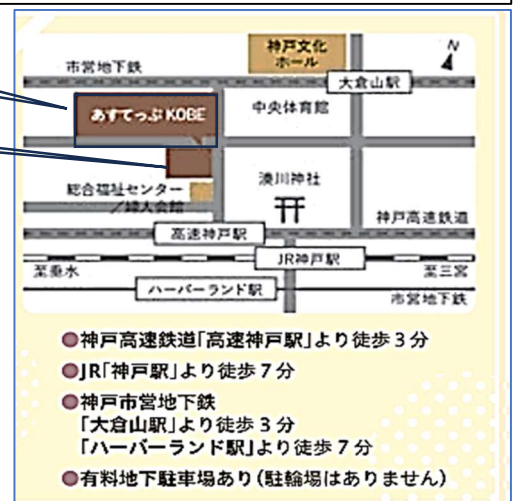 神戸文化
ホール
N
市営地下鉄
大倉山駅
あすてっぷKOBE
中央体育館
湊川神社
総合福祉センター
／婦人会館
神戸高速鉄道
高速神戸駅
JR神戸駅
至垂水
至三宮
ハーバーランド駅
市営地下鉄
●神戸高速鉄道「高速神戸駅」より徒歩3分
●JR「神戸駅」より徒歩7分
●神戸市営地下鉄
「大倉山駅」より徒歩3分
「ハーバーランド駅」より徒歩7分
●有料地下駐車場あり(駐輪場はありません)